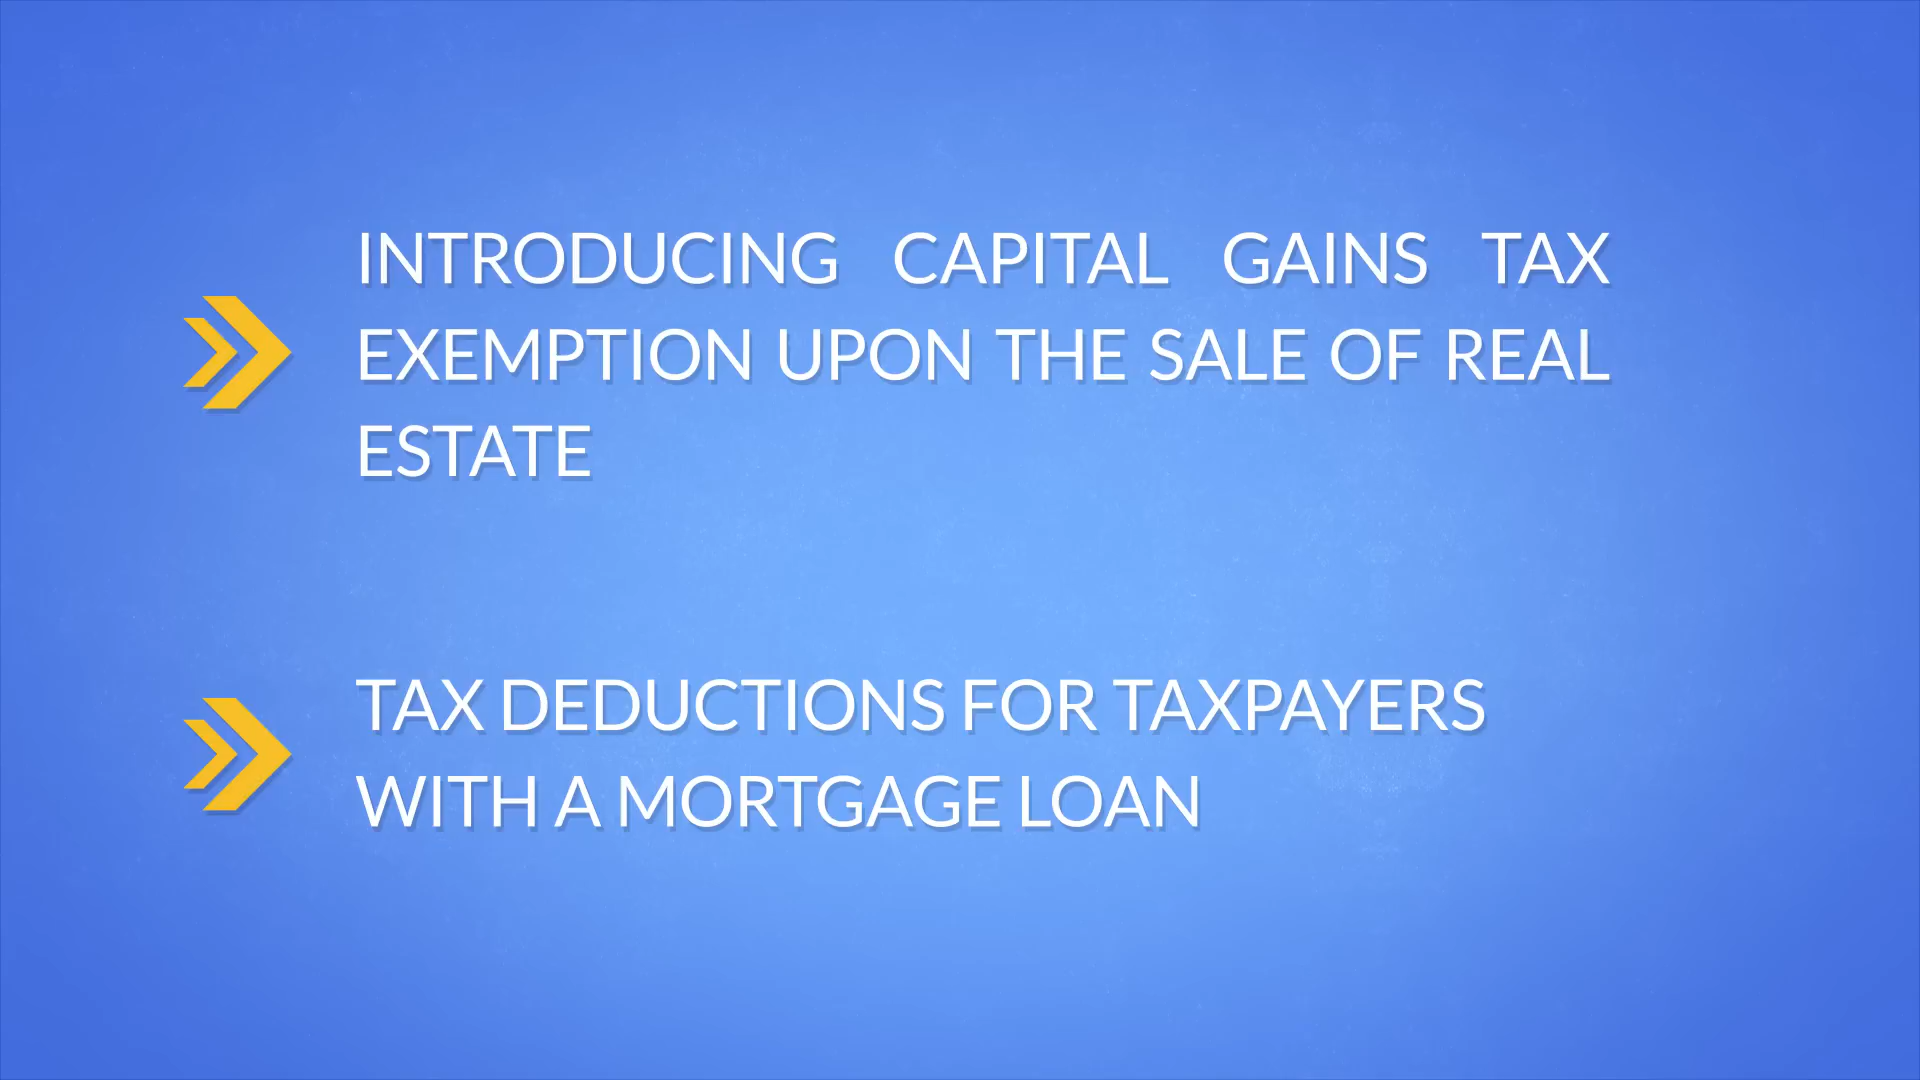 INTRODUCING CAPITAL GAINS TAX
EXEMPTION UPON THE SALE OF REAL
ESTATE
TAX DEDUCTIONS FOR TAXPAYERS
WITH A MORTGAGE LOAN